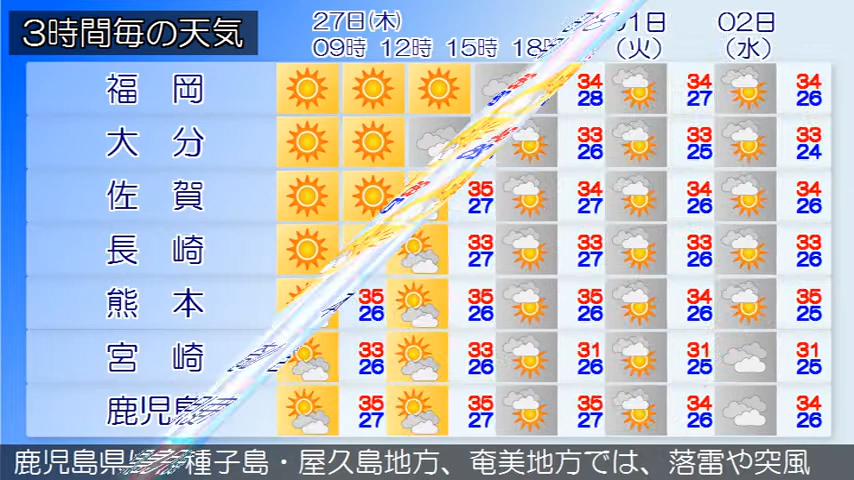 3時間毎の天気
27日(木)
09時 12時 15時 18時 01日 02日
(火) (水)
福岡 34 28 34 27 34 26
大分 33 26 33 25 33 24
佐賀 35 27 34 27 34 26 34 26
長崎 33 27 33 27 33 26 33 26
熊本 35 26 35 26 35 26 34 26 35 25
宮崎 33 26 33 26 31 26 31 25 31 25
鹿児島 35 27 35 27 35 27 34 26 34 26
鹿児島県 種子島・屋久島地方、奄美地方では、落雷や突風